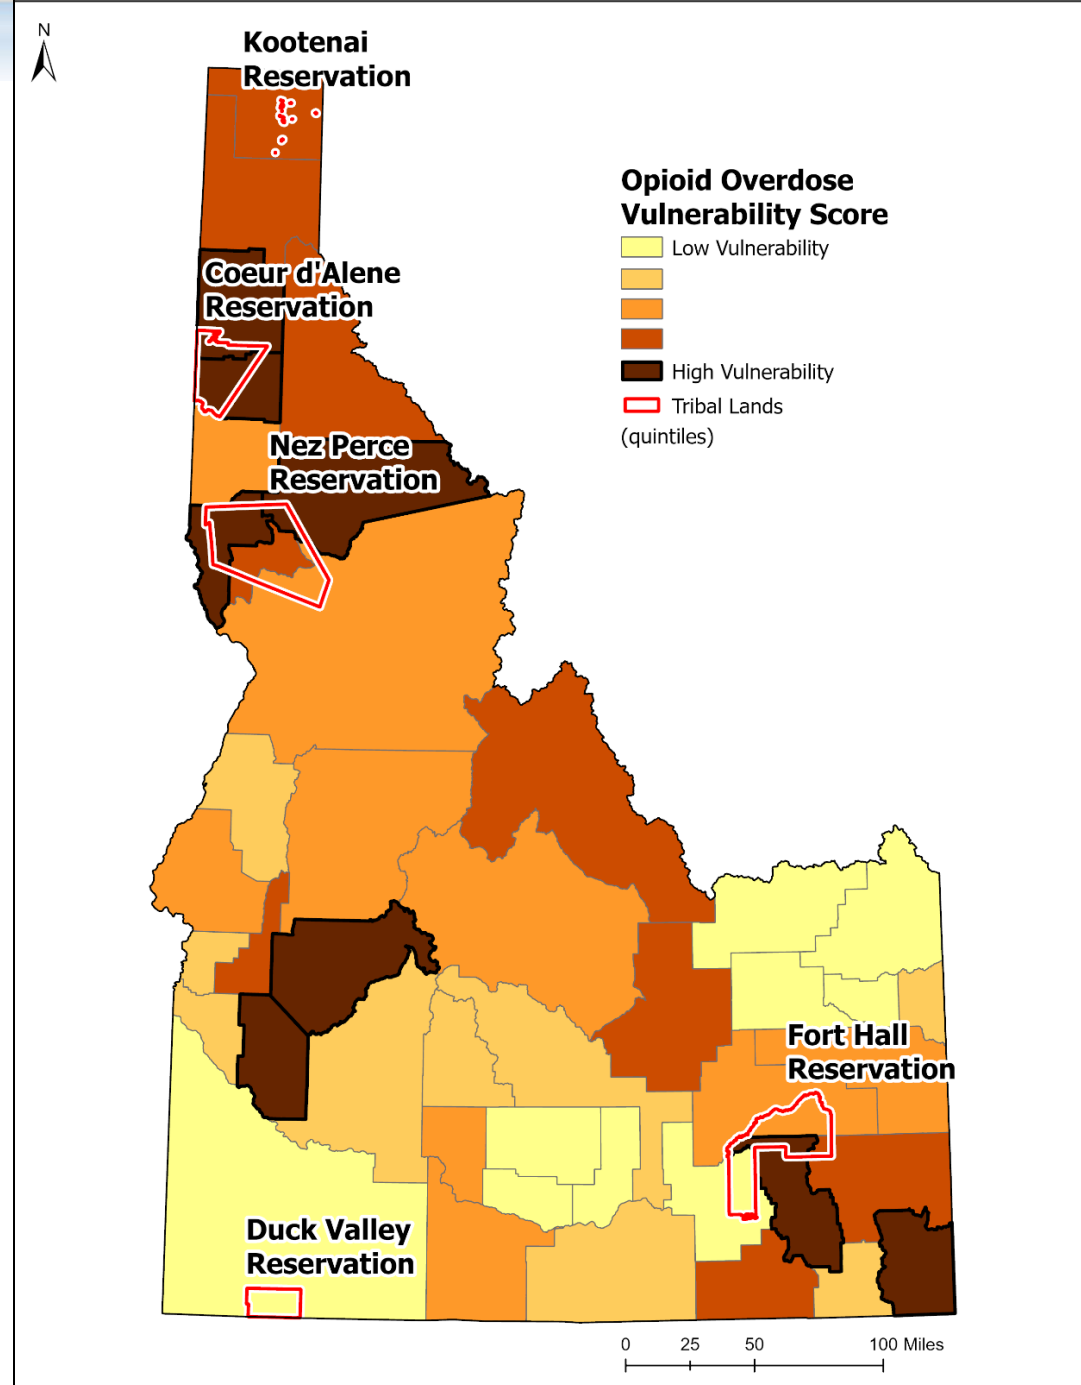 N
Kootenai
Reservation
Opioid Overdose
Vulnerability Score
Low Vulnerability
High Vulnerability
Tribal Lands
(quintiles)
Coeur d'Alene
Reservation
Nez Perce
Reservation
Fort Hall
Reservation
Duck Valley
Reservation
0 25 50 100 Miles